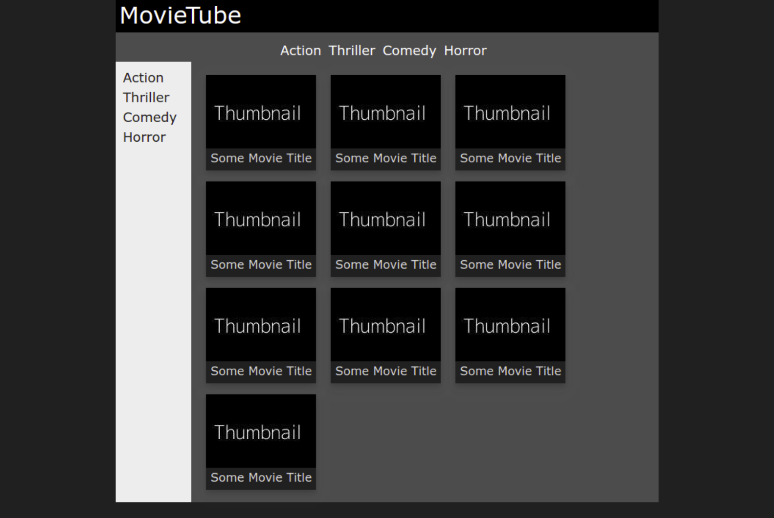 MovieTube
Action Thriller Comedy Horror
Action
Thriller
Comedy
Horror
Thumbnail Thumbnail Thumbnail
Some Movie Title Some Movie Title Some Movie Title
Thumbnail Thumbnail Thumbnail
Some Movie Title Some Movie Title Some Movie Title
Thumbnail Thumbnail Thumbnail
Some Movie Title Some Movie Title Some Movie Title
Thumbnail
Some Movie Title